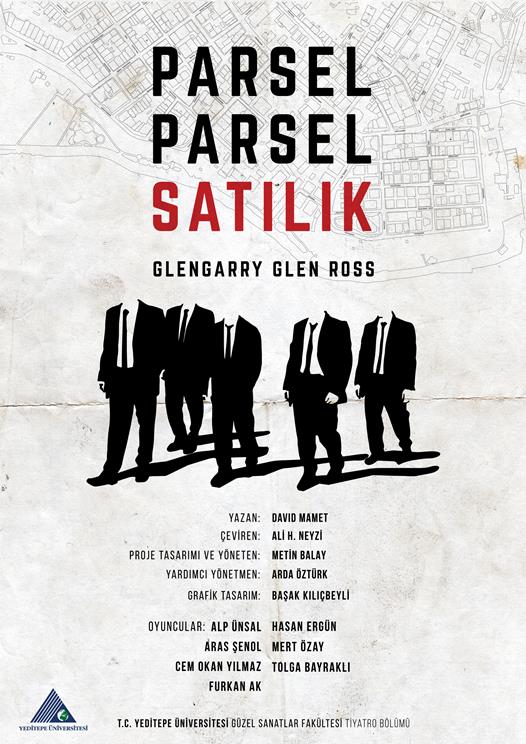 PARSEL
PARSEL
SATILIK
GLENGARRY GLEN ROSS
YAZAN: DAVID MAMET
ÇEVİREN: ALİ H. NEYZİ
PROJE TASARIMI VE YÖNETEN: METİN BALAY
YARDIMCI YÖNETMEN: ARDA ÖZTÜRK
GRAFİK TASARIM: BAŞAK KILIÇBEYLİ
OYUNCULAR: ALP ÜNSAL HASAN ERGÜN
ARAS ŞENOL MERT ÖZAY
CEM OKAN YILMAZ TOLGA BAYRAKLI
FURKAN AK
YEDİTEPE ÜNİVERSİTESİ
T.C. YEDİTEPE ÜNİVERSİTESİ GÜZEL SANATLAR FAKÜLTESİ TİYATRO BÖLÜMÜ